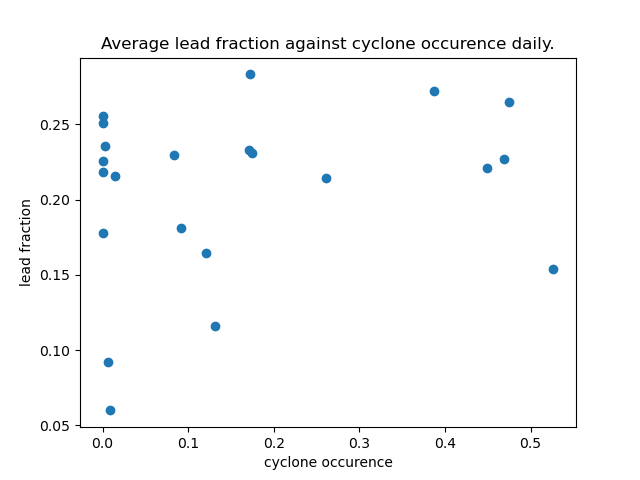 Average lead fraction against cyclone occurence daily.
0.25
0.20
0.15
0.10
0.05
lead fraction
0.0 0.1 0.2 0.3 0.4 0.5
cyclone occurence